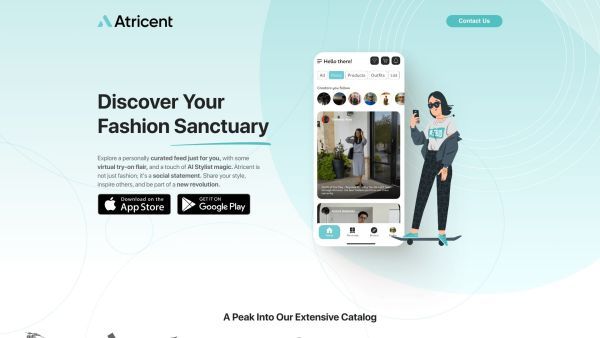 Atricent
Contact Us
Discover Your
Fashion Sanctuary
Explore a personally curated feed just for you, with some
virtual try-on flair, and a touch of AI Stylist magic. Atricent is
not just fashion; it's a social statement. Share your style,
inspire others, and be part of a new revolution.
Download on the
App Store
GET IT ON
Google Play
Hello there!
All
Products
Outfits
Creators you follow
A Peak Into Our Extensive Catalog